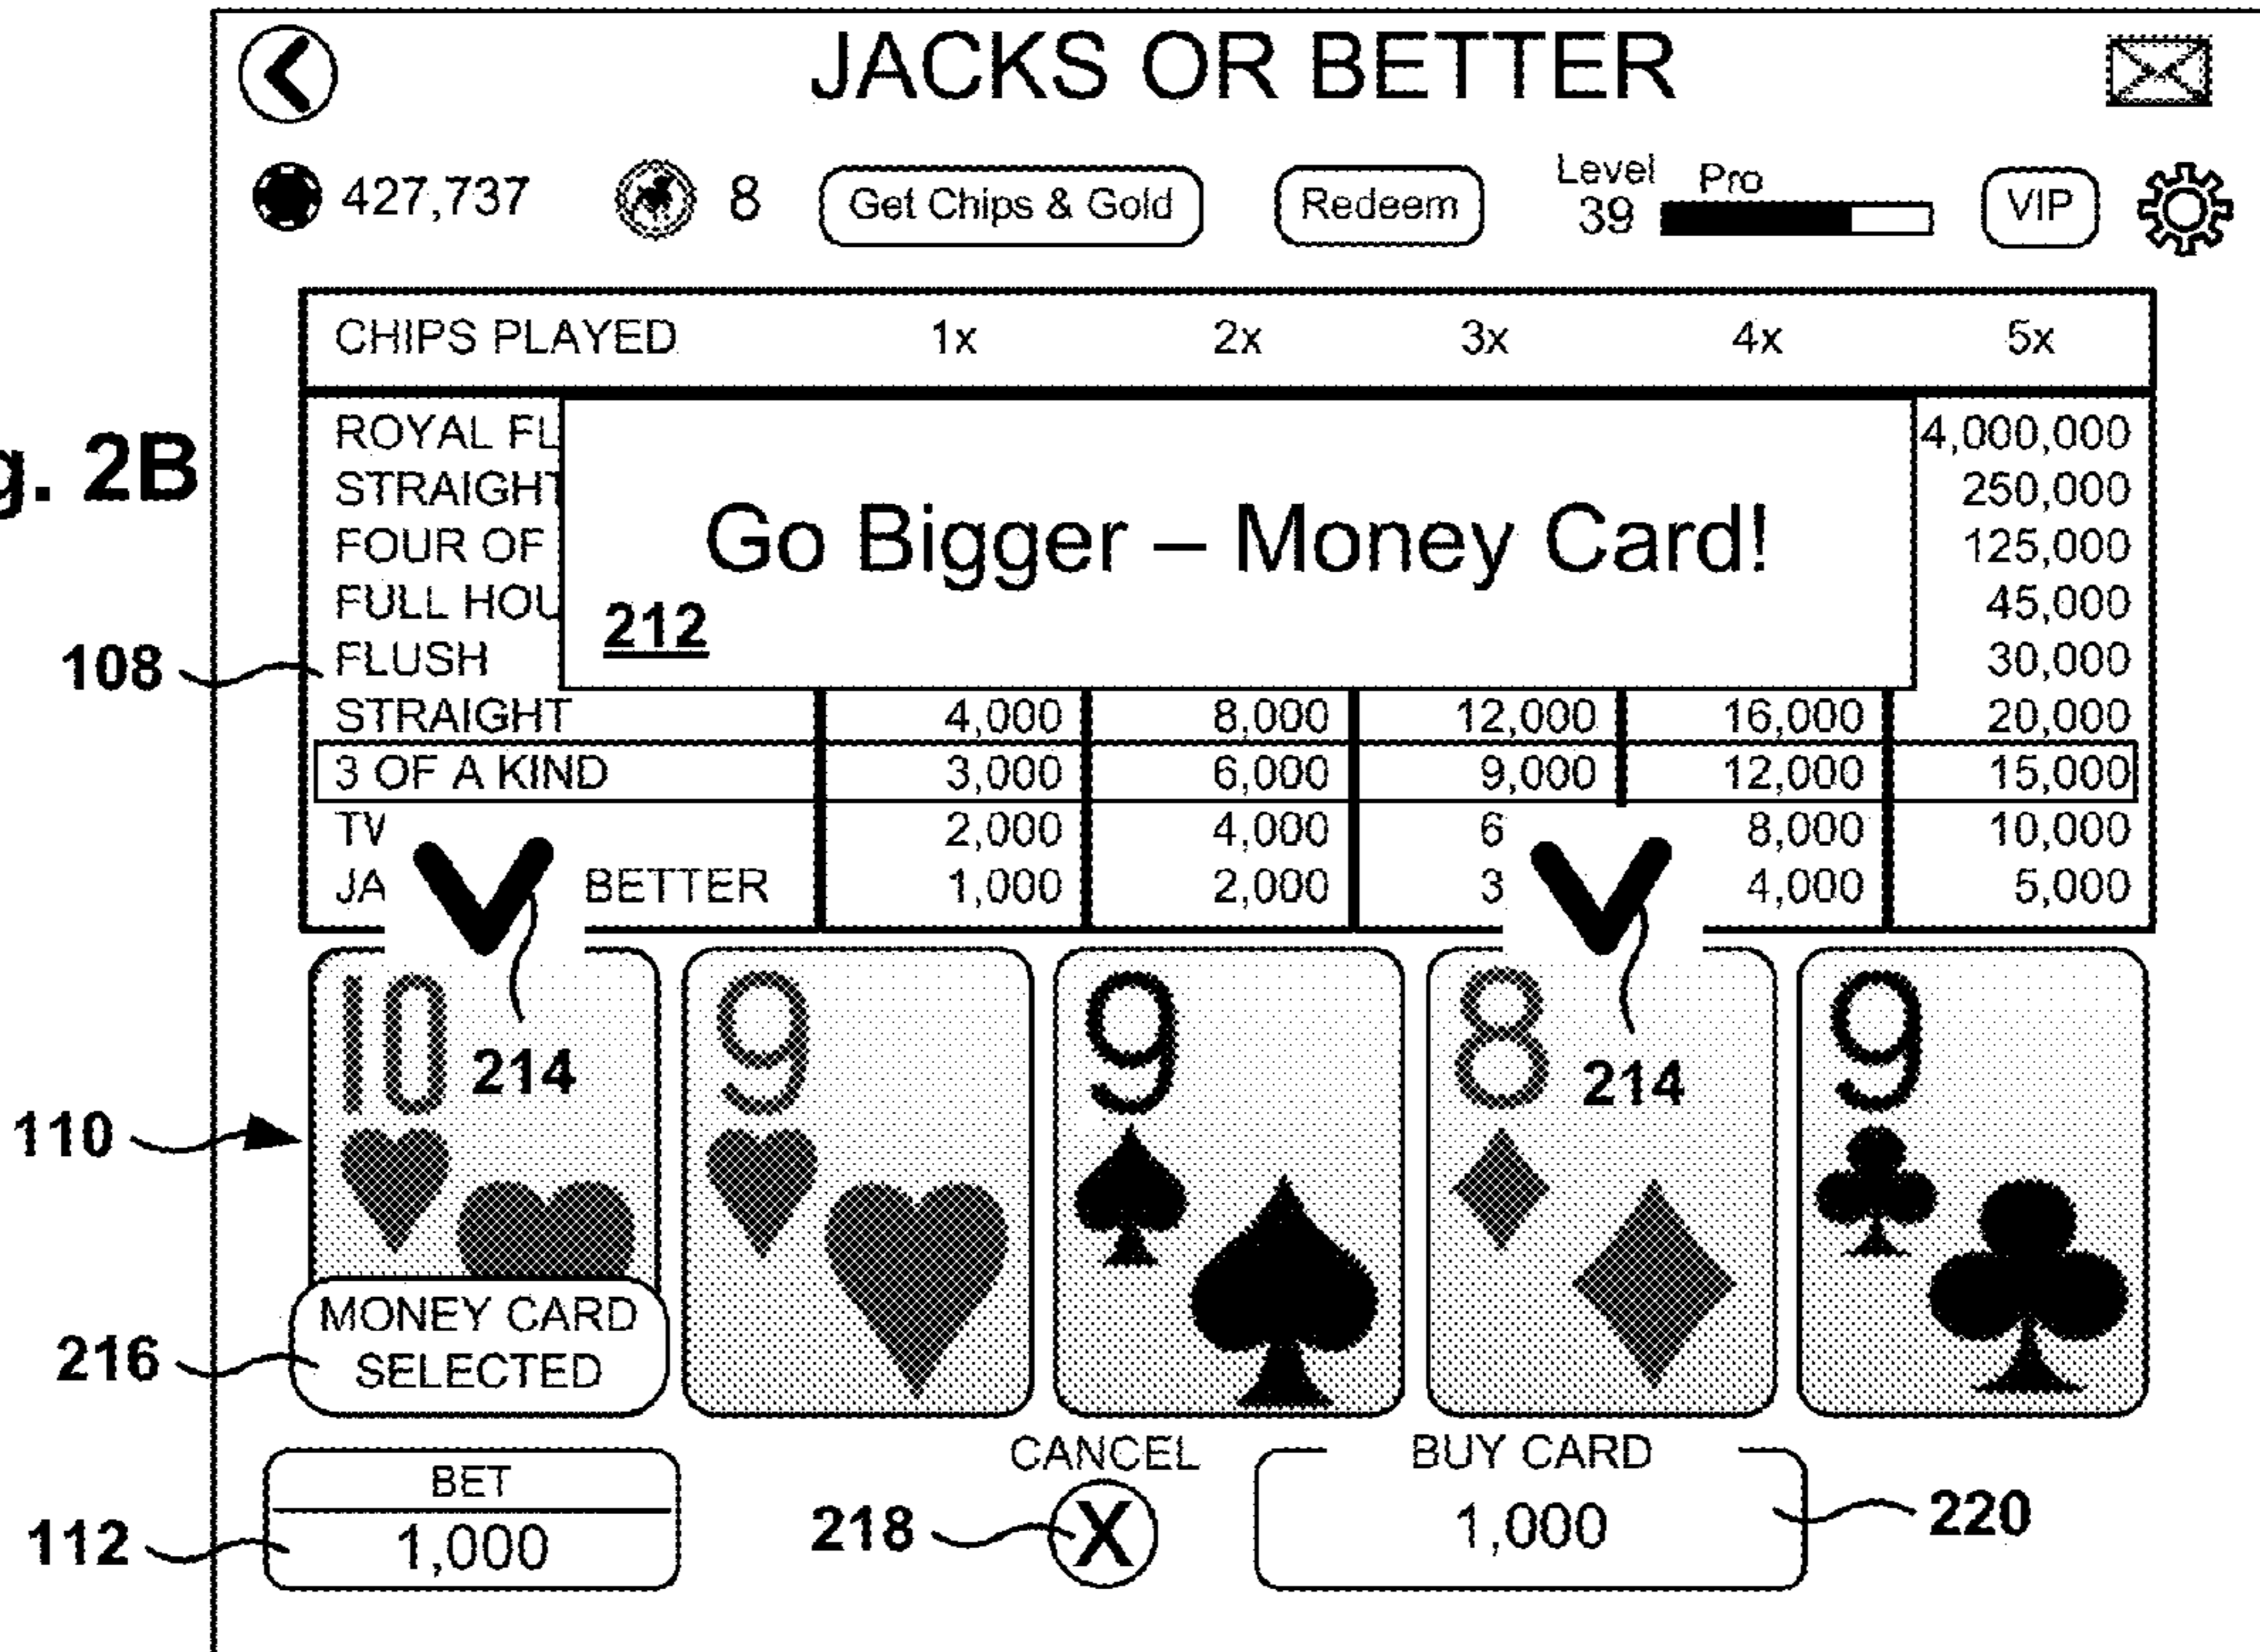 JACKS OR BETTER
427,737 8 Get Chips & Gold Redeem Level 39 Pro VIP
CHIPS PLAYED 1x 2x 3x 4x 5x
ROYAL FL 4,000,000
STRAIGHT 250,000
g. 2B
FOUR OF 125,000
Go Bigger – Money Card!
FULL HOU 45,000
212
FLUSH 30,000
108
STRAIGHT 4,000 8,000 12,000 16,000 20,000
3 OF A KIND 3,000 6,000 9,000 12,000 15,000
TW 2,000 4,000 6 8,000 10,000
JA BETTER 1,000 2,000 3 4,000 5,000
10 9 9 8 9
214 214
110
MONEY CARD
SELECTED
216
CANCEL BUY CARD
BET
218 X 1,000 220
112 1,000